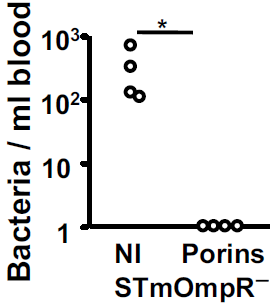 Bacteria / ml blood
10³
10²
10
1
*
NI Porins
STmOmpR⁻